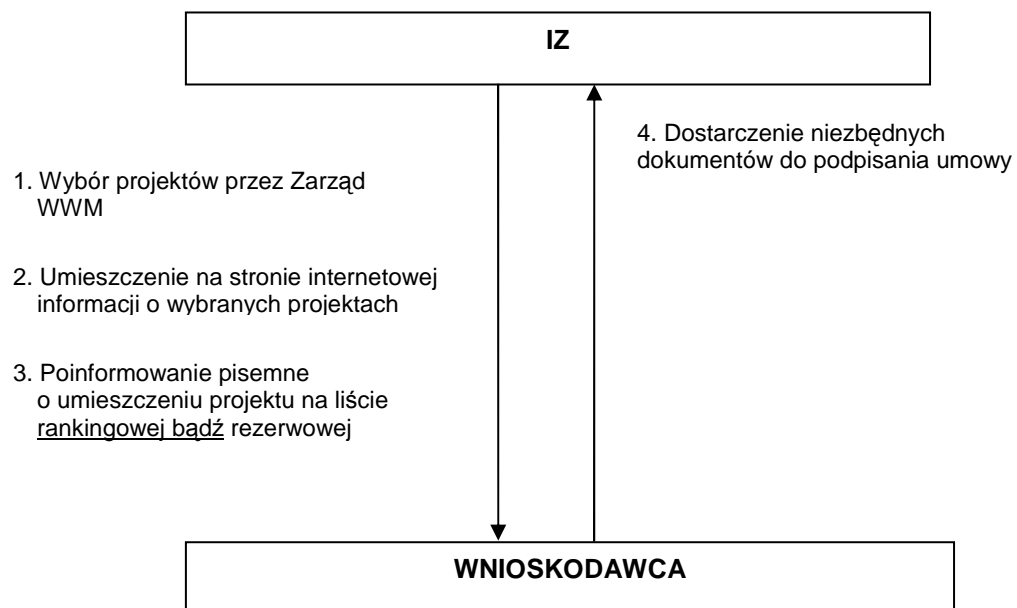 IZ
4. Dostarczenie niezbędnych
dokumentów do podpisania umowy
1. Wybór projektów przez Zarząd
WWM
2. Umieszczenie na stronie internetowej
informacji o wybranych projektach
3. Poinformowanie pisemne
o umieszczeniu projektu na liście
rankingowej bądź rezerwowej
WNIOSKODAWCA